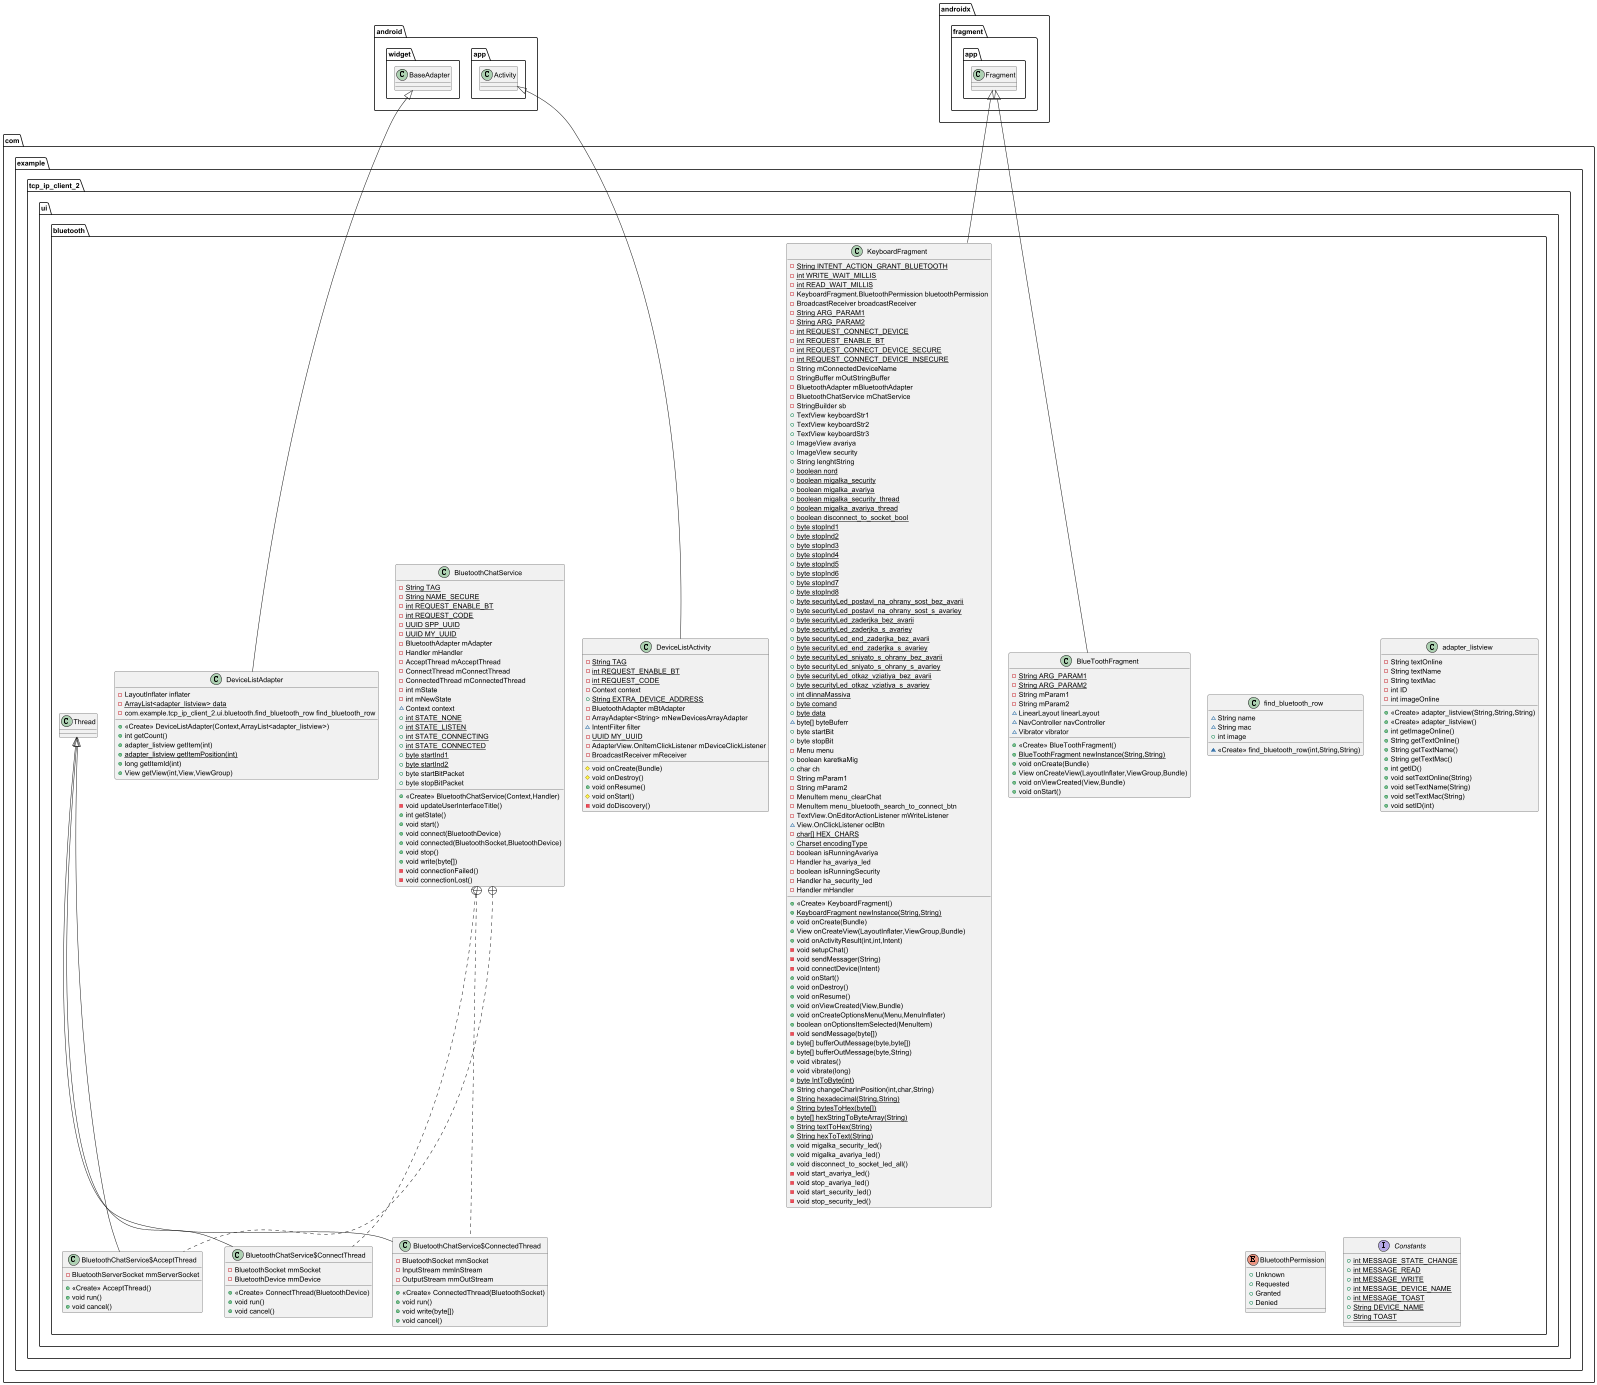 android
widget
BaseAdapter
app
Activity
androidx
fragment
app
Fragment
com
example
tcp_ip_client_2
ui
bluetooth
KeyboardFragment
String INTENT_ACTION_GRANT_BLUETOOTH
int WRITE_WAIT_MILLIS
int READ_WAIT_MILLIS
KeyboardFragment.BluetoothPermission bluetoothPermission
BroadcastReceiver broadcastReceiver
String ARG_PARAM1
String ARG_PARAM2
int REQUEST_CONNECT_DEVICE
int REQUEST_ENABLE_BT
int REQUEST_CONNECT_DEVICE_SECURE
int REQUEST_CONNECT_DEVICE_INSECURE
String mConnectedDeviceName
StringBuffer mOutStringBuffer
BluetoothAdapter mBluetoothAdapter
BluetoothChatService mChatService
StringBuilder sb
TextView keyboardStr1
TextView keyboardStr2
TextView keyboardStr3
ImageView avariya
ImageView security
String lenghtString
boolean nord
boolean migalka_security
boolean migalka_avariya
boolean migalka_security_thread
boolean migalka_avariya_thread
boolean disconnect_to_socket_bool
byte stopInd1
byte stopInd2
byte stopInd3
byte stopInd4
byte stopInd5
byte stopInd6
byte stopInd7
byte stopInd8
byte securityLed_postavl_na_ohrany_sost_bez_avarii
byte securityLed_postavl_na_ohrany_sost_s_avariey
byte securityLed_zaderjka_bez_avarii
byte securityLed_zaderjka_s_avariey
byte securityLed_end_zaderjka_bez_avarii
byte securityLed_end_zaderjka_s_avariey
byte securityLed_sniyato_s_ohrany_bez_avarii
byte securityLed_sniyato_s_ohrany_s_avariey
byte securityLed_otkaz_vziatiya_bez_avarii
byte securityLed_otkaz_vziatiya_s_avariey
int dlinnaMassiva
byte comand
byte data
byte[] byteBuferr
byte startBit
byte stopBit
Menu menu
boolean karetkaMig
char ch
String mParam1
String mParam2
MenuItem menu_clearChat
MenuItem menu_bluetooth_search_to_connect_btn
TextView.OnEditorActionListener mWriteListener
View.OnClickListener oclBtn
char[] HEX_CHARS
Charset encodingType
boolean isRunningAvariya
Handler ha_avariya_led
boolean isRunningSecurity
Handler ha_security_led
Handler mHandler
«Create» KeyboardFragment()
KeyboardFragment newInstance(String,String)
void onCreate(Bundle)
View onCreateView(LayoutInflater,ViewGroup,Bundle)
void onActivityResult(int,int,Intent)
void setupChat()
void sendMessager(String)
void connectDevice(Intent)
void onStart()
void onDestroy()
void onResume()
void onViewCreated(View,Bundle)
void onCreateOptionsMenu(Menu,MenuInflater)
boolean onOptionsItemSelected(MenuItem)
void sendMessage(byte[])
byte[] bufferOutMessage(byte,byte[])
byte[] bufferOutMessage(byte,String)
void vibrates()
void vibrate(long)
byte IntToByte(int)
String changeCharInPosition(int,char,String)
String hexadecimal(String,String)
String bytesToHex(byte[])
byte[] hexStringToByteArray(String)
String textToHex(String)
String hexToText(String)
void migalka_security_led()
void migalka_avariya_led()
void disconnect_to_socket_led_all()
void start_avariya_led()
void stop_avariya_led()
void start_security_led()
void stop_security_led()
BluetoothChatService
String TAG
String NAME_SECURE
int REQUEST_ENABLE_BT
int REQUEST_CODE
UUID SPP_UUID
UUID MY_UUID
BluetoothAdapter mAdapter
Handler mHandler
AcceptThread mAcceptThread
ConnectThread mConnectThread
ConnectedThread mConnectedThread
int mState
int mNewState
Context context
int STATE_NONE
int STATE_LISTEN
int STATE_CONNECTING
int STATE_CONNECTED
byte startInd1
byte startInd2
byte startBitPacket
byte stopBitPacket
«Create» BluetoothChatService(Context,Handler)
void updateUserInterfaceTitle()
int getState()
void start()
void connect(BluetoothDevice)
void connected(BluetoothSocket,BluetoothDevice)
void stop()
void write(byte[])
void connectionFailed()
void connectionLost()
DeviceListActivity
String TAG
int REQUEST_ENABLE_BT
int REQUEST_CODE
Context context
String EXTRA_DEVICE_ADDRESS
BluetoothAdapter mBtAdapter
ArrayAdapter<String> mNewDevicesArrayAdapter
IntentFilter filter
UUID MY_UUID
AdapterView.OnItemClickListener mDeviceClickListener
BroadcastReceiver mReceiver
void onCreate(Bundle)
void onDestroy()
void onResume()
void onStart()
void doDiscovery()
DeviceListAdapter
LayoutInflater inflater
ArrayList<adapter_listview> data
com.example.tcp_ip_client_2.ui.bluetooth.find_bluetooth_row find_bluetooth_row
«Create» DeviceListAdapter(Context,ArrayList<adapter_listview>)
int getCount()
adapter_listview getItem(int)
adapter_listview getItemPosition(int)
long getItemId(int)
View getView(int,View,ViewGroup)
Thread
BlueToothFragment
String ARG_PARAM1
String ARG_PARAM2
String mParam1
String mParam2
LinearLayout linearLayout
NavController navController
Vibrator vibrator
«Create» BlueToothFragment()
BlueToothFragment newInstance(String,String)
void onCreate(Bundle)
View onCreateView(LayoutInflater,ViewGroup,Bundle)
void onViewCreated(View,Bundle)
void onStart()
find_bluetooth_row
String name
String mac
int image
«Create» find_bluetooth_row(int,String,String)
adapter_listview
String textOnline
String textName
String textMac
int ID
int imageOnline
«Create» adapter_listview(String,String,String)
«Create» adapter_listview()
int getImageOnline()
String getTextOnline()
String getTextName()
String getTextMac()
int getID()
void setTextOnline(String)
void setTextName(String)
void setTextMac(String)
void setID(int)
BluetoothChatService$AcceptThread
BluetoothServerSocket mmServerSocket
«Create» AcceptThread()
void run()
void cancel()
BluetoothChatService$ConnectThread
BluetoothSocket mmSocket
BluetoothDevice mmDevice
«Create» ConnectThread(BluetoothDevice)
void run()
void cancel()
BluetoothChatService$ConnectedThread
BluetoothSocket mmSocket
InputStream mmInStream
OutputStream mmOutStream
«Create» ConnectedThread(BluetoothSocket)
void run()
void write(byte[])
void cancel()
BluetoothPermission
Unknown
Requested
Granted
Denied
Constants
int MESSAGE_STATE_CHANGE
int MESSAGE_READ
int MESSAGE_WRITE
int MESSAGE_DEVICE_NAME
int MESSAGE_TOAST
String DEVICE_NAME
String TOAST